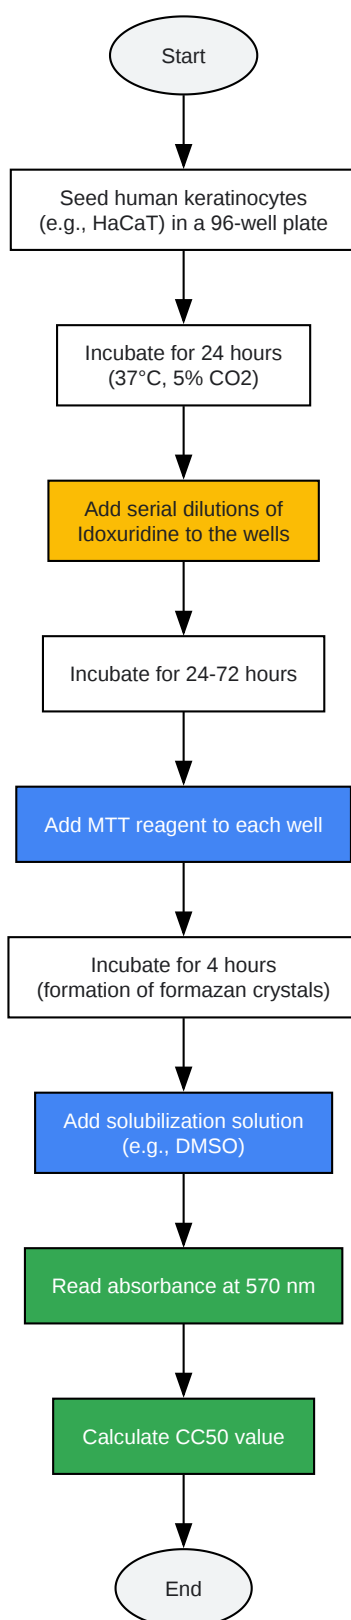 Start
Seed human keratinocytes
(e.g., HaCaT) in a 96-well plate
Incubate for 24 hours
(37°C, 5% CO2)
Add serial dilutions of
Idoxuridine to the wells
Incubate for 24-72 hours
Add MTT reagent to each well
Incubate for 4 hours
(formation of formazan crystals)
Add solubilization solution
(e.g., DMSO)
Read absorbance at 570 nm
Calculate CC50 value
End